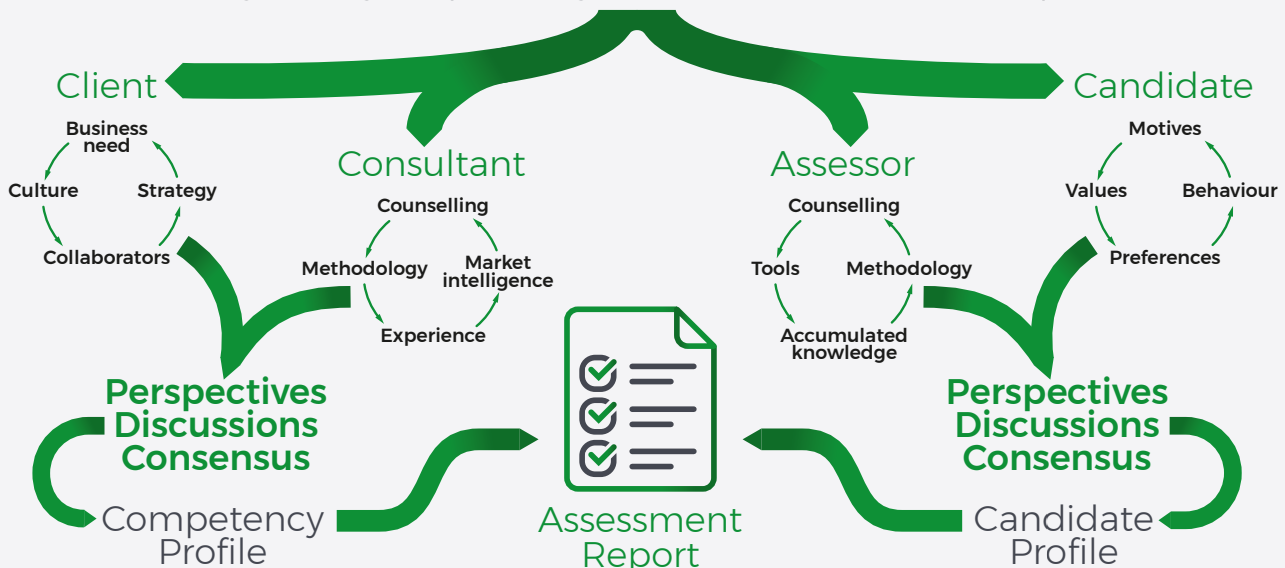 Client
Business
need
Culture
Strategy
Collaborators
Consultant
Counselling
Methodology
Market
intelligence
Experience
Assessor
Counselling
Tools
Methodology
Accumulated
knowledge
Candidate
Motives
Values
Behaviour
Preferences
Perspectives
Discussions
Consensus
Perspectives
Discussions
Consensus
Competency
Profile
Assessment
Report
Candidate
Profile